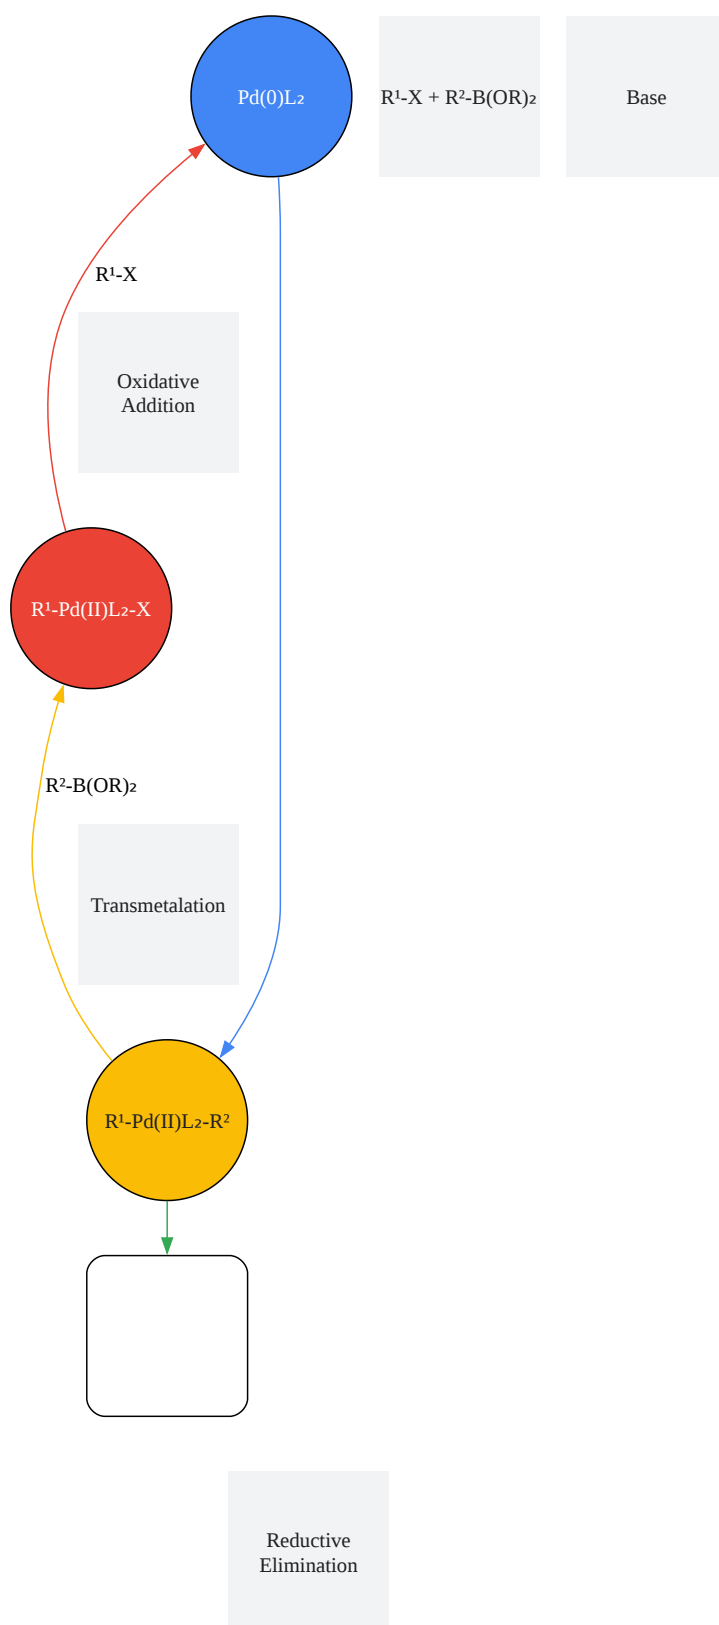 Pd(0)L₂
R¹-X + R²-B(OR)₂
Base
R¹-X
Oxidative
Addition
R¹-Pd(II)L₂-X
R²-B(OR)₂
Transmetalation
R¹-Pd(II)L₂-R²
Reductive
Elimination